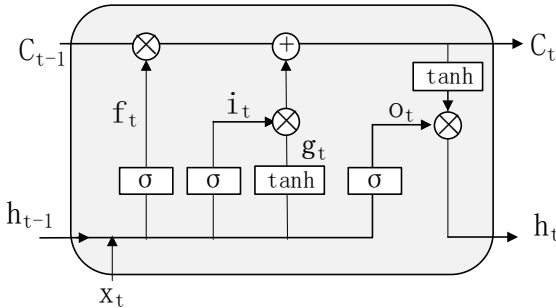 C_{t-1} × + C_t
tanh
f_t i_t × o_t ×
g_t
σ σ tanh σ
h_{t-1} h_t
x_t